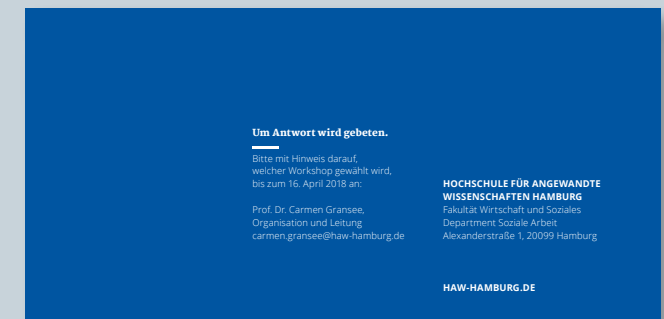 Um Antwort wird gebeten.
Bitte mit Hinweis darauf,
welcher Workshop gewählt wird,
bis zum 16. April 2018 an:
Prof. Dr. Carmen Gransee,
Organisation und Leitung
carmen.gransee@haw-hamburg.de
HOCHSCHULE FÜR ANGEWANDTE
WISSENSCHAFTEN HAMBURG
Fakultät Wirtschaft und Soziales
Department Soziale Arbeit
Alexanderstraße 1, 20099 Hamburg
HAW-HAMBURG.DE